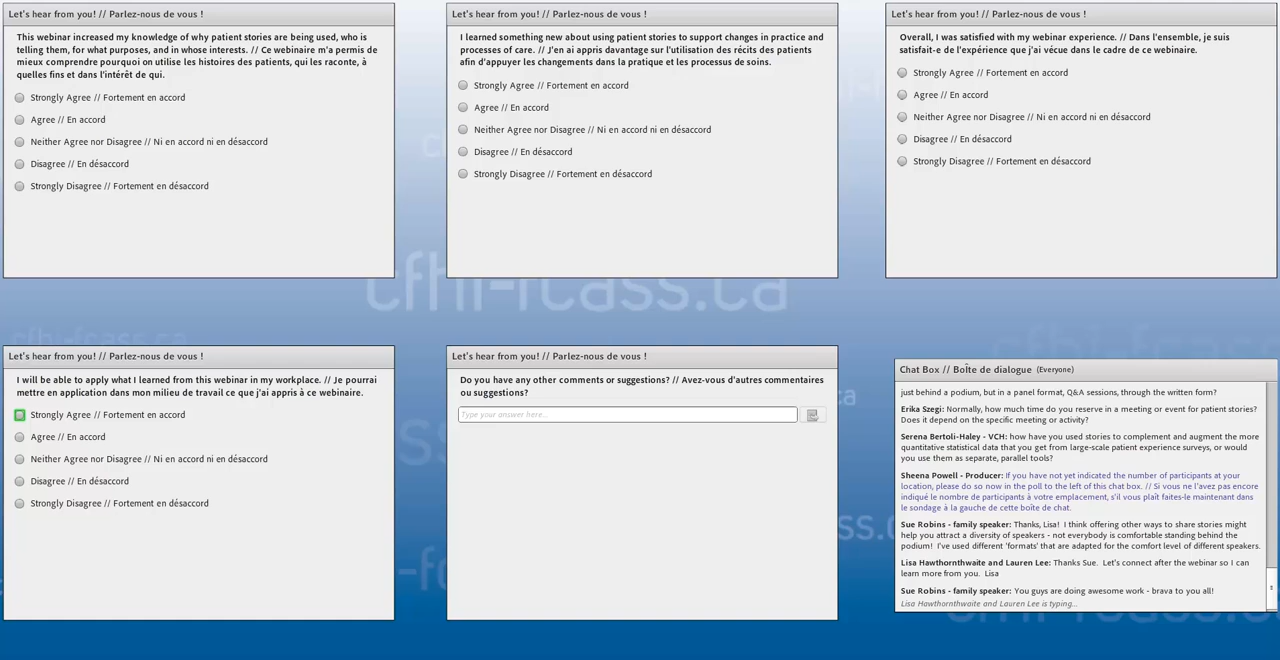 Let's hear from you! // Parlez-nous de vous !
This webinar increased my knowledge of why patient stories are being used, who is
telling them, for what purposes, and in whose interests. // Ce webinaire m'a permis de
mieux comprendre pourquoi on utilise les histoires des patients, qui les raconte, à
quelles fins et dans l'intérêt de qui.
Strongly Agree // Fortement en accord
Agree // En accord
Neither Agree nor Disagree // Ni en accord ni en désaccord
Disagree // En désaccord
Strongly Disagree // Fortement en désaccord
Let's hear from you! // Parlez-nous de vous !
I learned something new about using patient stories to support changes in practice and
processes of care. // J'en ai appris davantage sur l'utilisation des récits des patients
afin d'appuyer les changements dans la pratique et les processus de soins.
Strongly Agree // Fortement en accord
Agree // En accord
Neither Agree nor Disagree // Ni en accord ni en désaccord
Disagree // En désaccord
Strongly Disagree // Fortement en désaccord
Let's hear from you! // Parlez-nous de vous !
Overall, I was satisfied with my webinar experience. // Dans l'ensemble, je suis
satisfait-e de l'expérience que j'ai vécue dans le cadre de ce webinaire.
Strongly Agree // Fortement en accord
Agree // En accord
Neither Agree nor Disagree // Ni en accord ni en désaccord
Disagree // En désaccord
Strongly Disagree // Fortement en désaccord
cfhi-fcass.ca
cfhi-fcass.ca
Let's hear from you! // Parlez-nous de vous !
I will be able to apply what I learned from this webinar in my workplace. // Je pourrai
mettre en application dans mon milieu de travail ce que j'ai appris à ce webinaire.
Strongly Agree // Fortement en accord
Agree // En accord
Neither Agree nor Disagree // Ni en accord ni en désaccord
Disagree // En désaccord
Strongly Disagree // Fortement en désaccord
Let's hear from you! // Parlez-nous de vous !
Do you have any other comments or suggestions? // Avez-vous d'autres commentaires
ou suggestions?
Type your answer here...
Chat Box // Boîte de dialogue (Everyone)
just behind a podium, but in a panel format, Q&A sessions, through the written form?
Erika Szegi: Normally, how much time do you reserve in a meeting or event for patient stories?
Does it depend on the specific meeting or activity?
Serena Bertoli-Haley - VCH: how have you used stories to complement and augment the more
quantitative statistical data that you get from large-scale patient experience surveys, or would
you use them as separate, parallel tools?
Sheena Powell - Producer: If you have not yet indicated the number of participants at your
location, please do so now in the poll to the left of this chat box. // Si vous ne l'avez pas encore
indiqué le nombre de participants à votre emplacement, s'il vous plaît faites-le maintenant dans
le sondage à la gauche de cette boîte de chat.
Sue Robins - family speaker: Thanks, Lisa! I think offering other ways to share stories might
help you attract a diversity of speakers - not everybody is comfortable standing behind the
podium! I've used different 'formats' that are adapted for the comfort level of different speakers.
Lisa Hawthornthwaite and Lauren Lee: Thanks Sue. Let's connect after the webinar so I can
learn more from you. Lisa
Sue Robins - family speaker: You guys are doing awesome work - brava to you all!
Lisa Hawthornthwaite and Lauren Lee is typing...